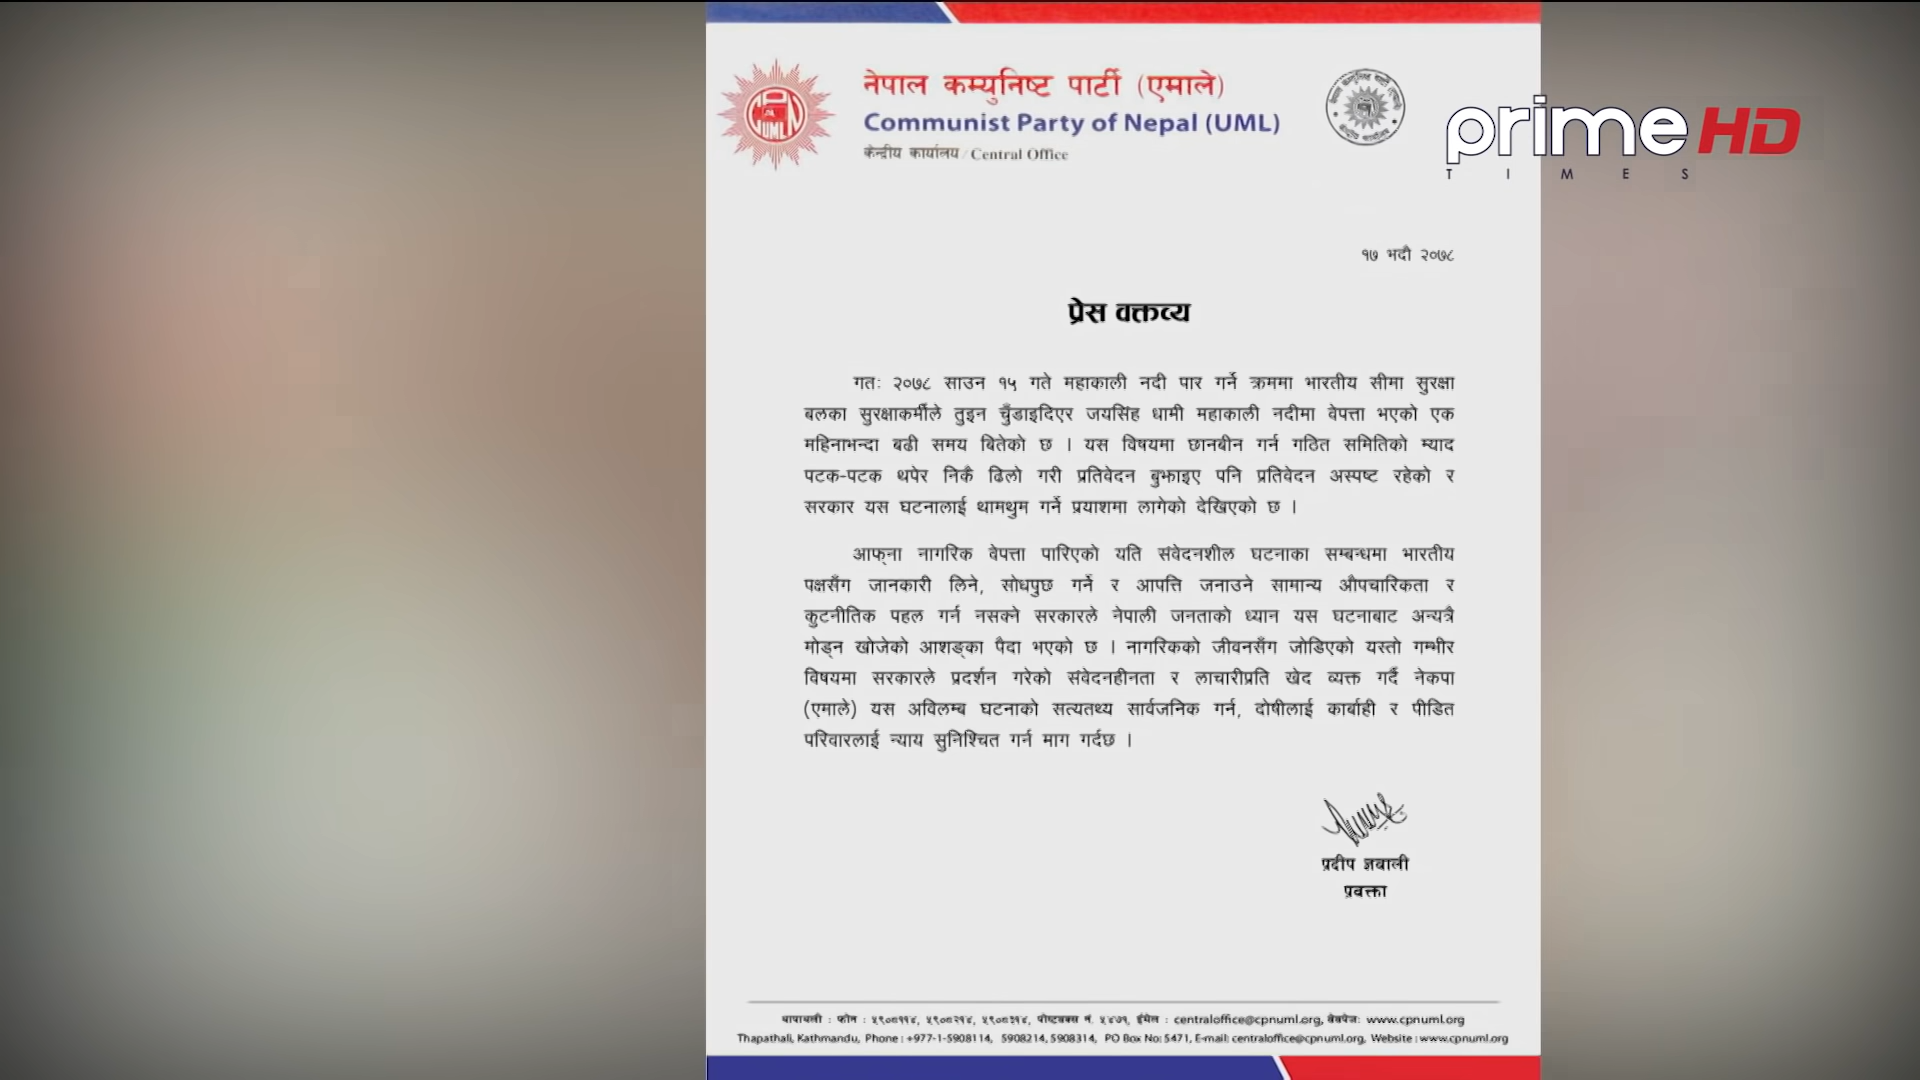 नेपाल कम्युनिष्ट पार्टी (एमाले)
Communist Party of Nepal (UML)
केन्द्रीय कार्यालय / Central Office
prime HD
TIMES
१७ भदौ २०७८
प्रेस वक्तव्य
गतः २०७८ साउन १५ गते महाकाली नदी पार गर्ने क्रममा भारतीय सीमा सुरक्षा
बलका सुरक्षाकर्मीले तुइन चुँडाइदिएर जयसिंह धामी महाकाली नदीमा वेपत्ता भएको एक
महिनाभन्दा बढी समय बितेको छ । यस विषयमा छानबीन गर्न गठित समितिको म्याद
पटक-पटक थपेर निकै ढिलो गरी प्रतिवेदन बुझाइए पनि प्रतिवेदन अस्पष्ट रहेको र
सरकार यस घटनालाई थामथुम गर्ने प्रयाशमा लागेको देखिएको छ ।
आफ्ना नागरिक वेपत्ता पारिएको यति संवेदनशील घटनाका सम्बन्धमा भारतीय
पक्षसँग जानकारी लिने, सोधपुछ गर्ने र आपत्ति जनाउने सामान्य औपचारिकता र
कुटनीतिक पहल गर्न नसक्ने सरकारले नेपाली जनताको ध्यान यस घटनाबाट अन्यत्रै
मोड्न खोजेको आशङ्का पैदा भएको छ । नागरिकको जीवनसँग जोडिएको यस्तो गम्भीर
विषयमा सरकारले प्रदर्शन गरेको संवेदनहीनता र लाचारीप्रति खेद व्यक्त गर्दै नेकपा
(एमाले) यस अविलम्ब घटनाको सत्यतथ्य सार्वजनिक गर्न, दोषीलाई कार्बाही र पीडित
परिवारलाई न्याय सुनिश्चित गर्न माग गर्दछ ।
प्रदीप ज्ञवाली
प्रवक्ता
थापाथली : फोन : ५९०८११४, ५९०८२१४, ५९०८३१४, पोष्टबक्स नं. ५४७१, ईमेल : centraloffice@cpnuml.org, वेवपेजः www.cpnuml.org
Thapathali, Kathmandu, Phone : +977-1-5908114, 5908214, 5908314, PO Box No: 5471, E-mail: centraloffice@cpnuml.org, Website : www.cpnuml.org